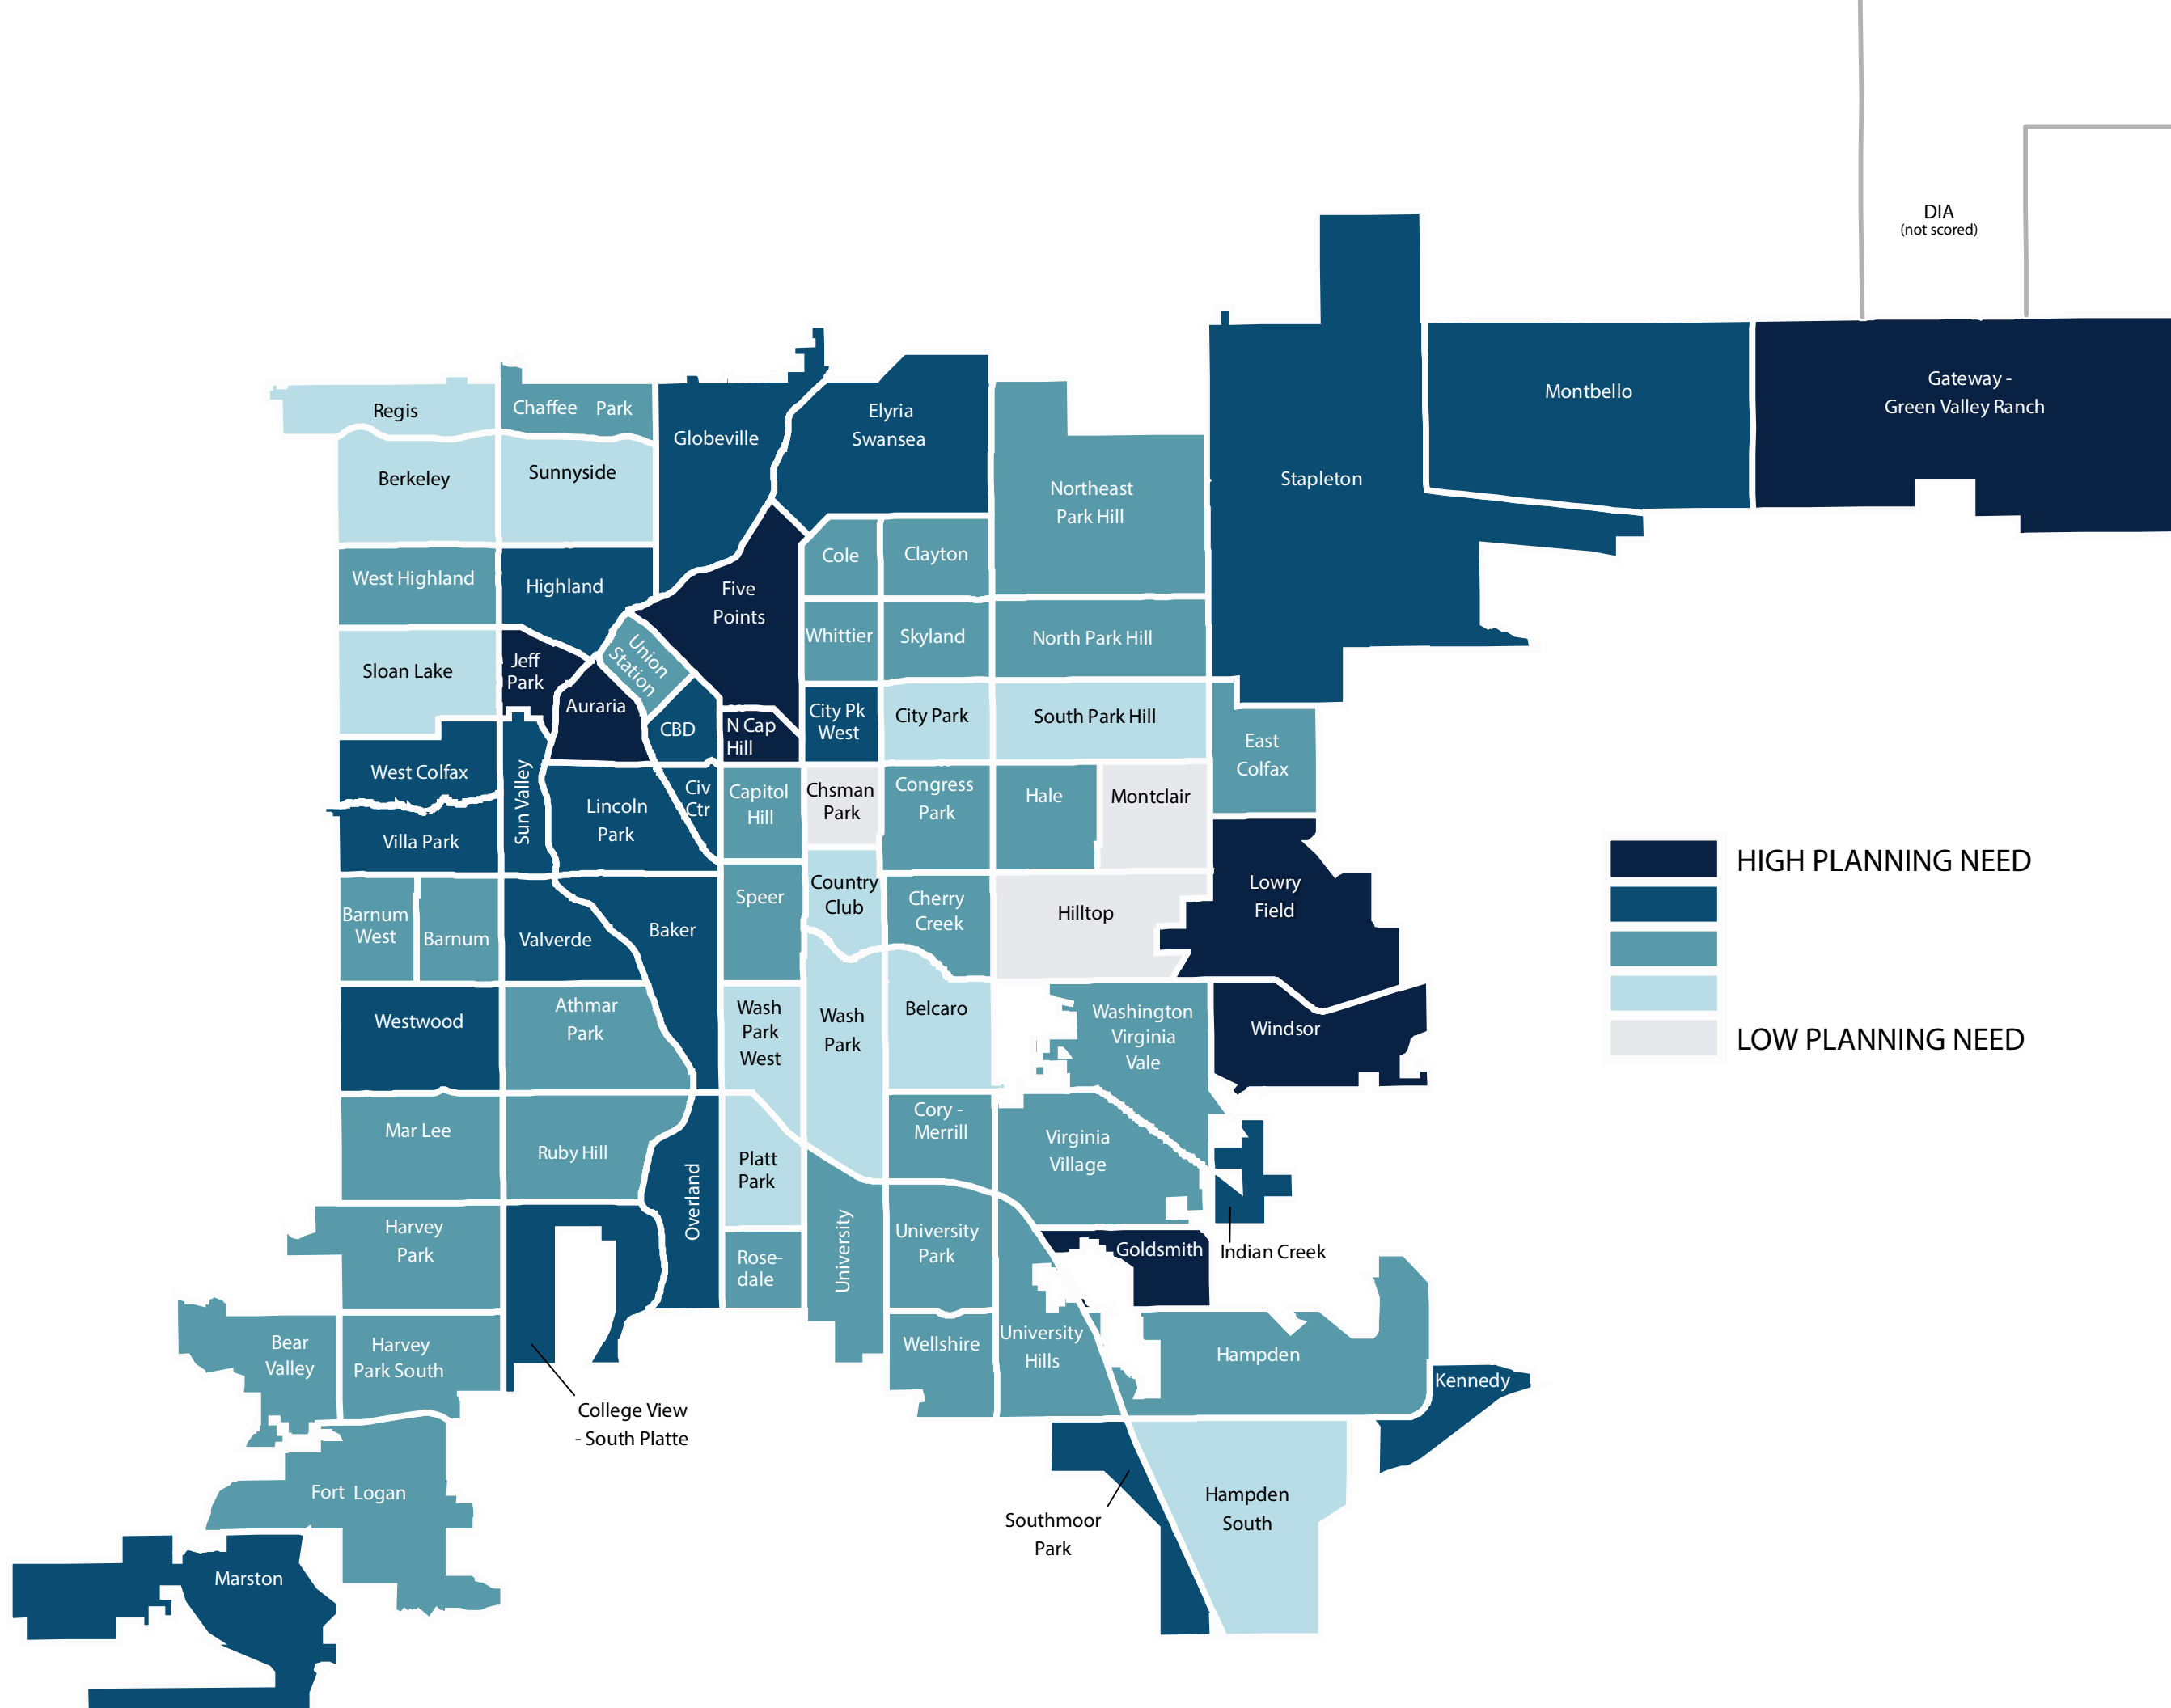 DIA
(not scored)
Gateway -
Green Valley Ranch
Montbello
Stapleton
Regis
Chaffee Park
Globeville
Elyria
Swansea
Berkeley
Sunnyside
Northeast
Park Hill
West Highland
Highland
Five
Points
Cole
Clayton
Whittier
Skyland
North Park Hill
Union
Station
Sloan Lake
Jeff
Park
Auraria
CBD
N Cap
Hill
City Pk
West
City Park
South Park Hill
East
Colfax
West Colfax
Sun Valley
Lincoln
Park
Civ
Ctr
Capitol
Hill
Chsman
Park
Congress
Park
Hale
Montclair
Villa Park
HIGH PLANNING NEED
LOW PLANNING NEED
Barnum
West
Barnum
Valverde
Baker
Speer
Country
Club
Cherry
Creek
Hilltop
Lowry
Field
Westwood
Athmar
Park
Wash
Park
West
Wash
Park
Belcaro
Washington
Virginia
Vale
Windsor
Mar Lee
Ruby Hill
Overland
Platt
Park
Cory -
Merrill
Virginia
Village
Indian Creek
Harvey
Park
Rose-
dale
University
University
Park
Goldsmith
Bear
Valley
Harvey
Park South
College View
- South Platte
Wellshire
University
Hills
Hampden
Kennedy
Fort Logan
Southmoor
Park
Hampden
South
Marston